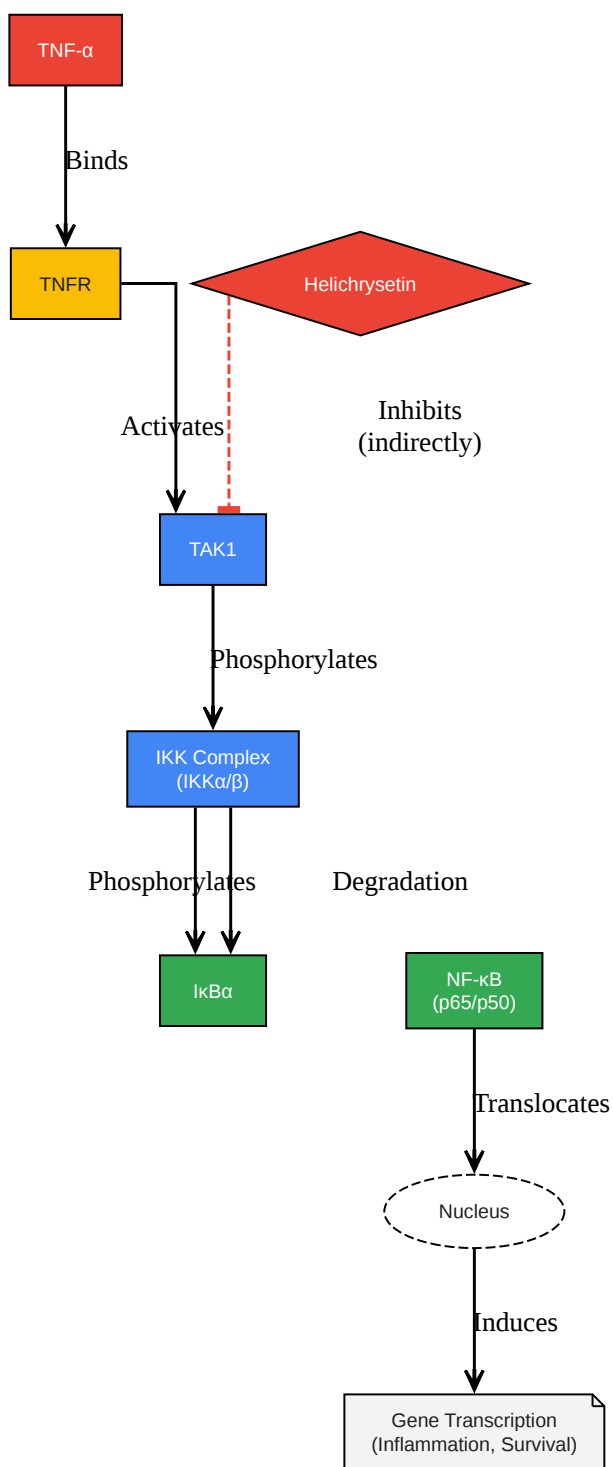 TNF-α
Binds
TNFR
Helichrysetin
Activates
Inhibits
(indirectly)
TAK1
Phosphorylates
IKK Complex
(IKKα/β)
Phosphorylates
Degradation
IκBα
NF-κB
(p65/p50)
Translocates
Nucleus
Induces
Gene Transcription
(Inflammation, Survival)